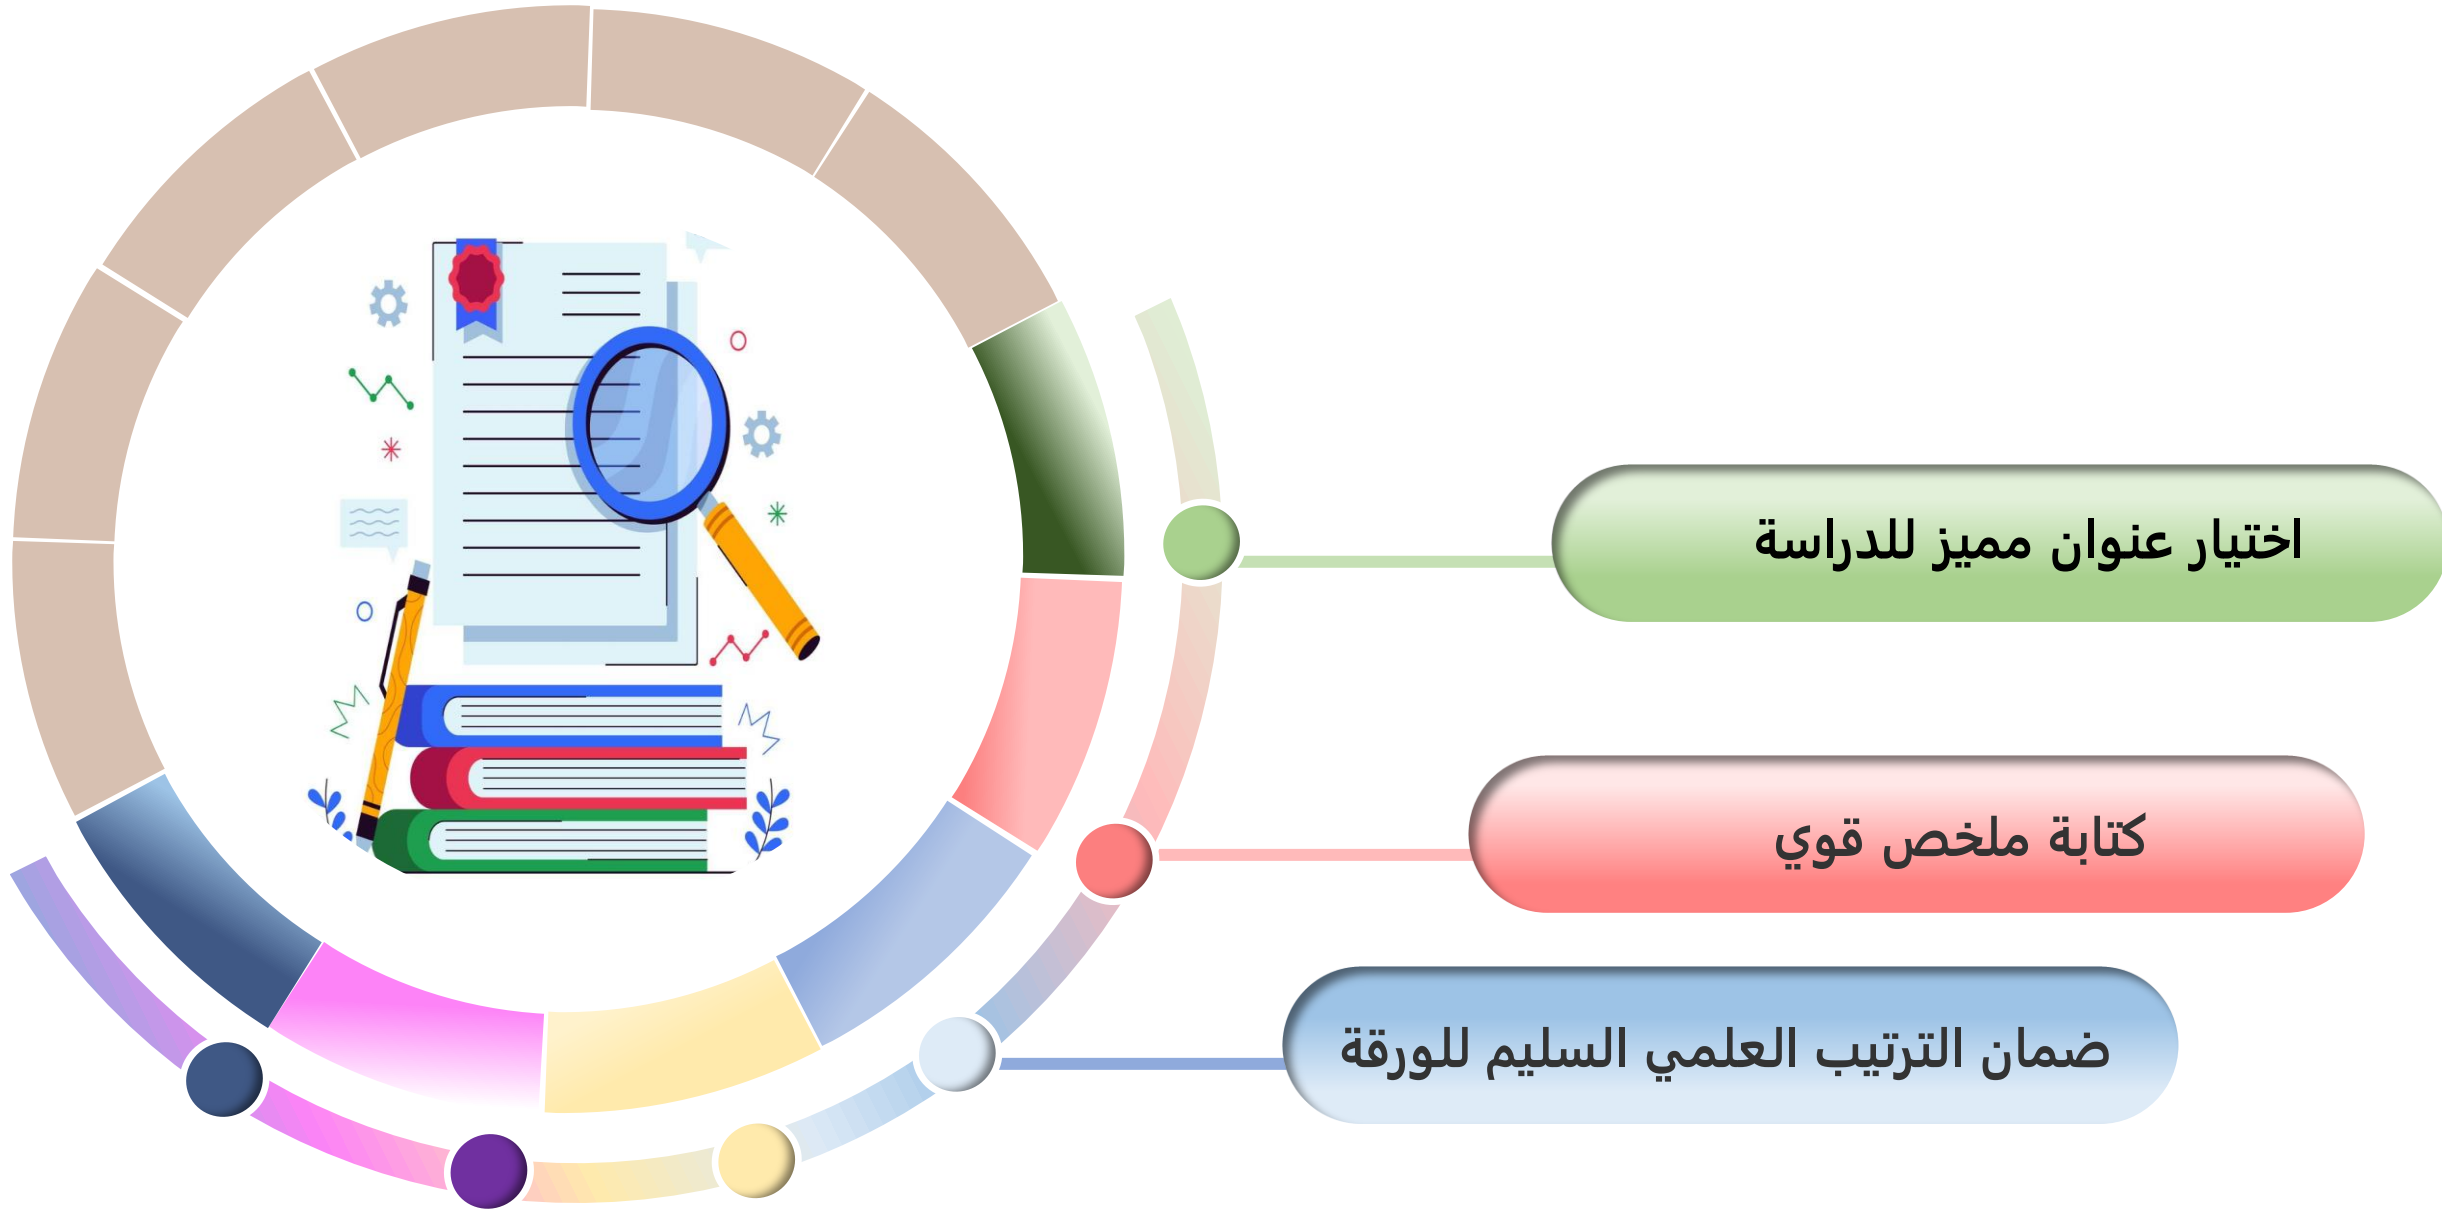 اختيار عنوان مميز للدراسة
كتابة ملخص قوي
ضمان الترتيب العلمي السليم للورقة